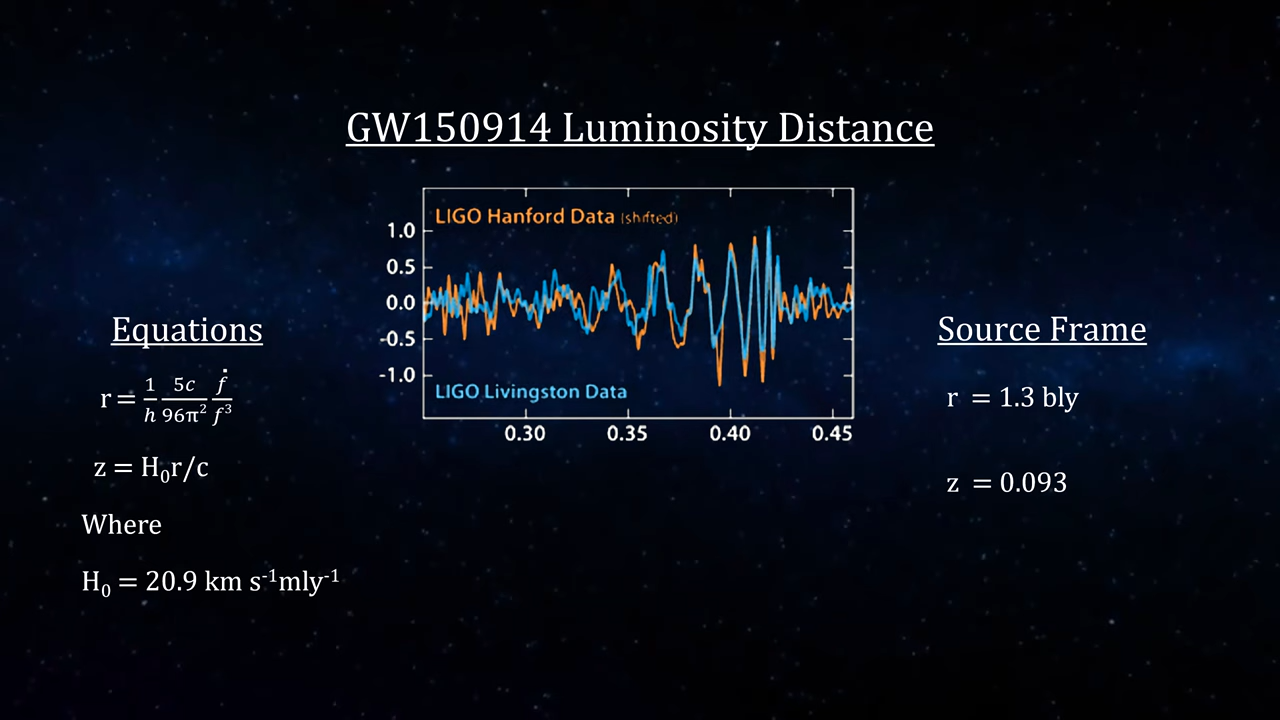 GW150914 Luminosity Distance
LIGO Hanford Data (shifted)
1.0
0.5
0.0
-0.5
-1.0
LIGO Livingston Data
0.30 0.35 0.40 0.45
Equations
r = 1/h 5c/96π² ḟ/f³
z = H₀r/c
Where
H₀ = 20.9 km s⁻¹mly⁻¹
Source Frame
r = 1.3 bly
z = 0.093